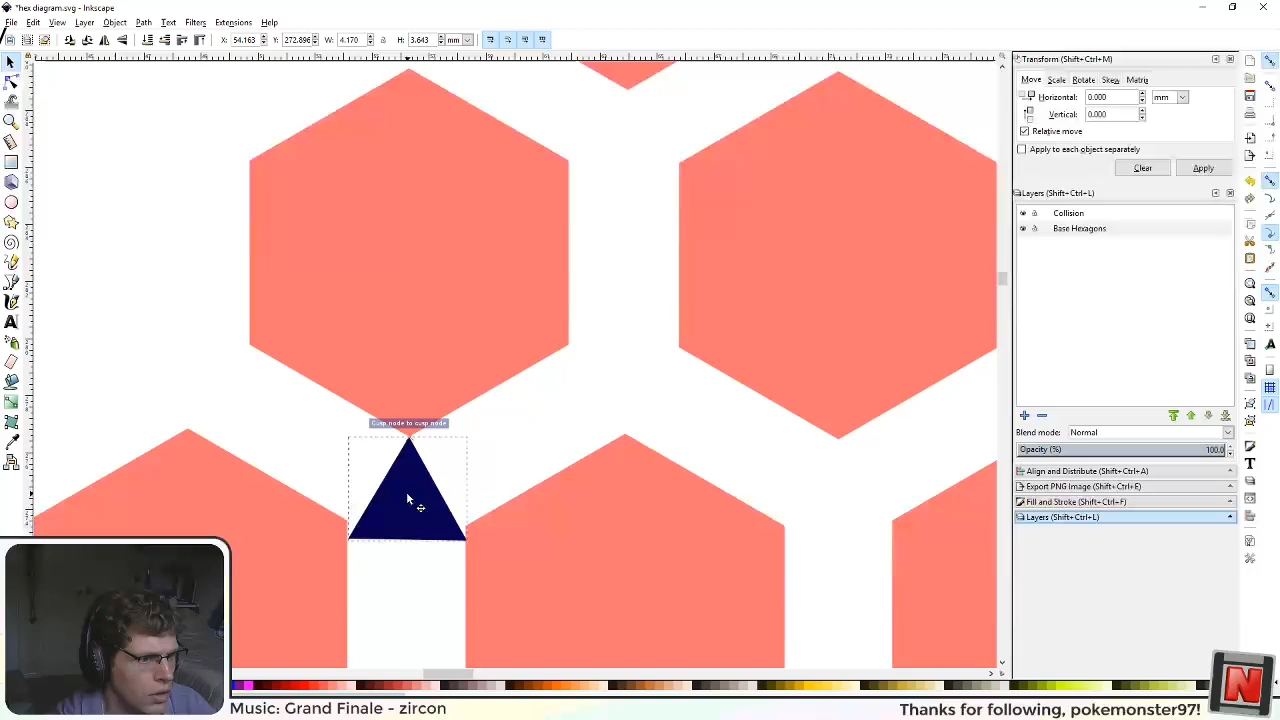 *hex diagram.svg - Inkscape
File Edit View Layer Object Path Text Filters Extensions Help
X: 54.163 Y: 272.896 W: 4.170 H: 3.643 mm
Transform (Shift+Ctrl+M)
Move Scale Rotate Skew Matrix
Horizontal: 0.000 mm
Vertical: 0.000
Relative move
Apply to each object separately
Clear Apply
Layers (Shift+Ctrl+L)
Collision
Base Hexagons
Cusp node to cusp node
Blend mode: Normal
Opacity (%) 100.0
Align and Distribute (Shift+Ctrl+A)
Export PNG Image (Shift+Ctrl+E)
Fill and Stroke (Shift+Ctrl+F)
Layers (Shift+Ctrl+L)
N
Music: Grand Finale - zircon
Thanks for following, pokemonster97!